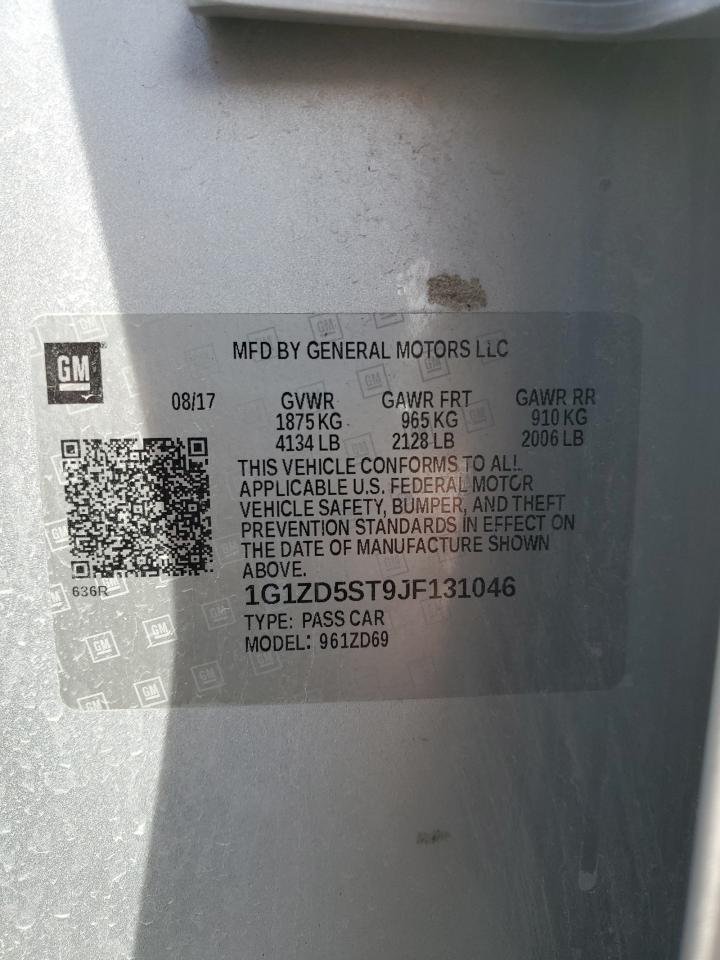 GM
MFD BY GENERAL MOTORS LLC
08/17 GVWR GAWR FRT GAWR RR
1875 KG 965 KG 910 KG
4134 LB 2128 LB 2006 LB
THIS VEHICLE CONFORMS TO ALL
APPLICABLE U.S. FEDERAL MOTOR
VEHICLE SAFETY, BUMPER, AND THEFT
PREVENTION STANDARDS IN EFFECT ON
THE DATE OF MANUFACTURE SHOWN
ABOVE.
636R
1G1ZD5ST9JF131046
TYPE: PASS CAR
MODEL: 961ZD69